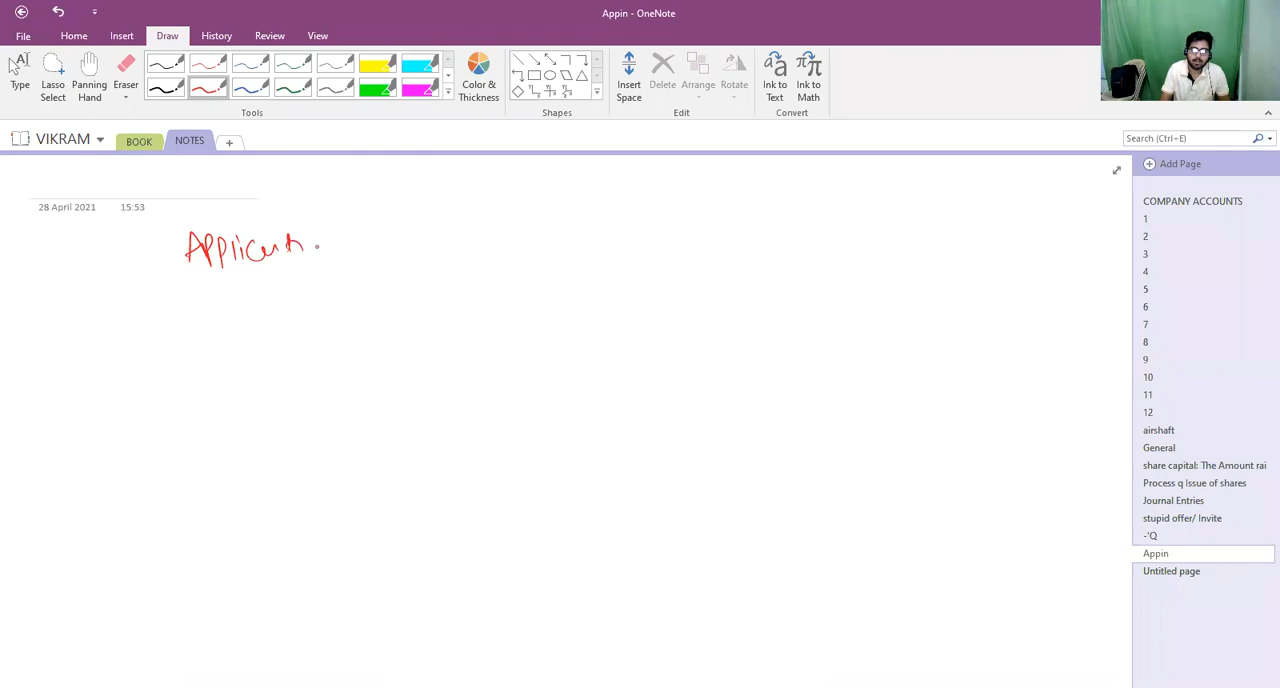 Appin - OneNote
File Home Insert Draw History Review View
Type Lasso Select Panning Hand Eraser Color & Thickness Insert Space Delete Arrange Rotate Ink to Text Ink to Math
Tools Shapes Edit Convert
VIKRAM BOOK NOTES + Search (Ctrl+E)
Add Page
28 April 2021 15:53
COMPANY ACCOUNTS
1
2
3
4
5
6
7
8
9
10
11
12
airshaft
General
share capital: The Amount rai
Process q Issue of shares
Journal Entries
stupid offer/ Invite
-'Q
Appin
Untitled page